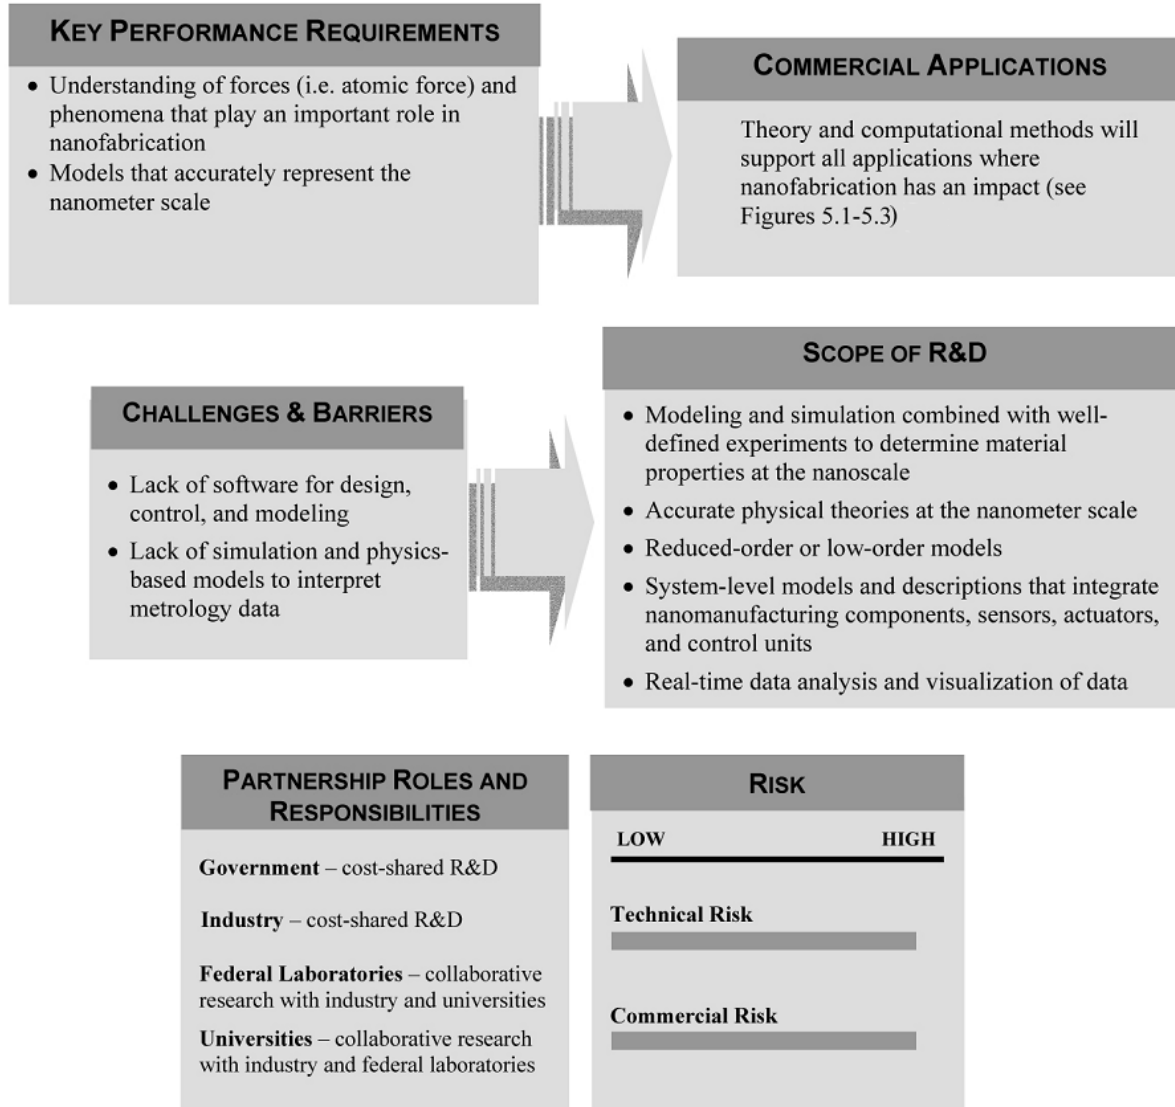 KEY PERFORMANCE REQUIREMENTS
• Understanding of forces (i.e. atomic force) and
phenomena that play an important role in
nanofabrication
• Models that accurately represent the
nanometer scale
COMMERCIAL APPLICATIONS
Theory and computational methods will
support all applications where
nanofabrication has an impact (see
Figures 5.1-5.3)
CHALLENGES & BARRIERS
• Lack of software for design,
control, and modeling
• Lack of simulation and physics-
based models to interpret
metrology data
SCOPE OF R&D
• Modeling and simulation combined with well-
defined experiments to determine material
properties at the nanoscale
• Accurate physical theories at the nanometer scale
• Reduced-order or low-order models
• System-level models and descriptions that integrate
nanomanufacturing components, sensors, actuators,
and control units
• Real-time data analysis and visualization of data
PARTNERSHIP ROLES AND
RESPONSIBILITIES
Government – cost-shared R&D
Industry – cost-shared R&D
Federal Laboratories – collaborative
research with industry and universities
Universities – collaborative research
with industry and federal laboratories
RISK
LOW HIGH
Technical Risk
Commercial Risk